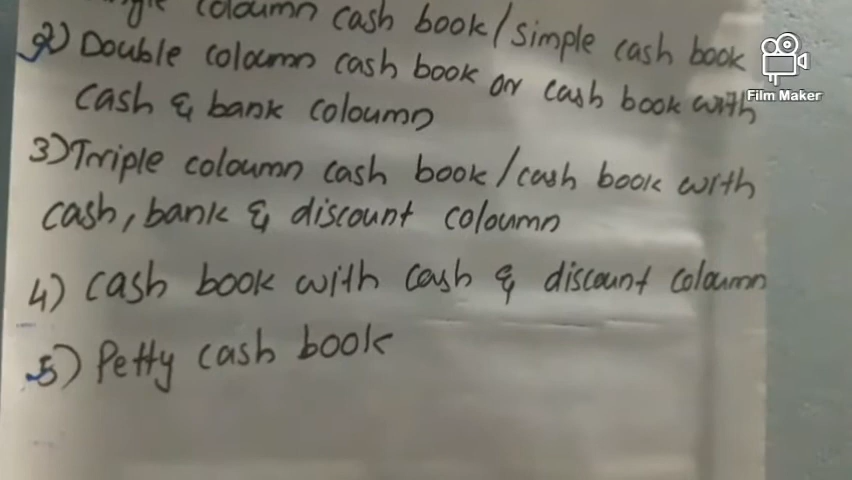 coloumn cash book/simple cash book
2) Double coloumn cash book or cash book with
cash & bank coloumn
3) Triple coloumn cash book/cash book with
cash, bank & discount coloumn
4) cash book with cash & discount coloumn
5) Petty cash book
Film Maker